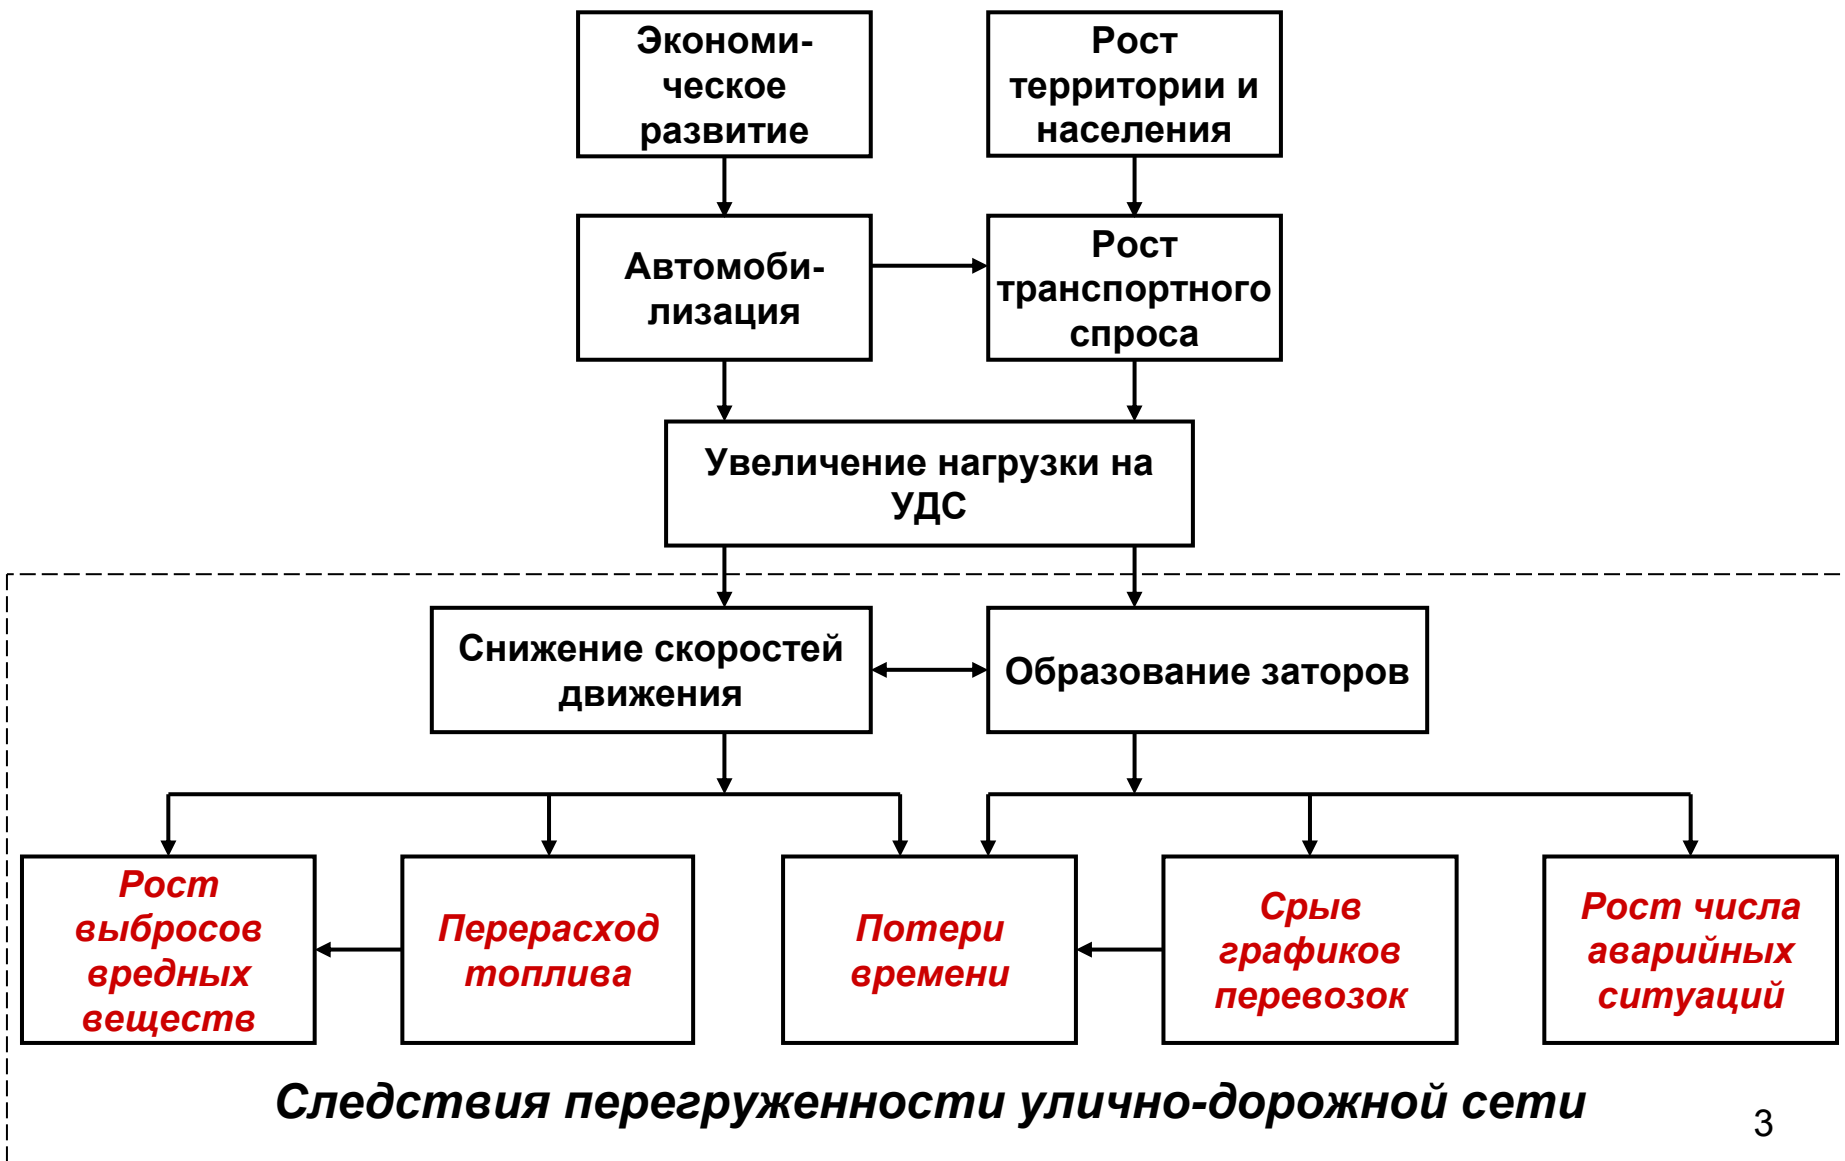 Экономи-
ческое
развитие
Рост
территории и
населения
Автомоби-
лизация
Рост
транспортного
спроса
Увеличение нагрузки на
УДС
Снижение скоростей
движения
Образование заторов
Рост
выбросов
вредных
веществ
Перерасход
топлива
Потери
времени
Срыв
графиков
перевозок
Рост числа
аварийных
ситуаций
Следствия перегруженности улично-дорожной сети
3